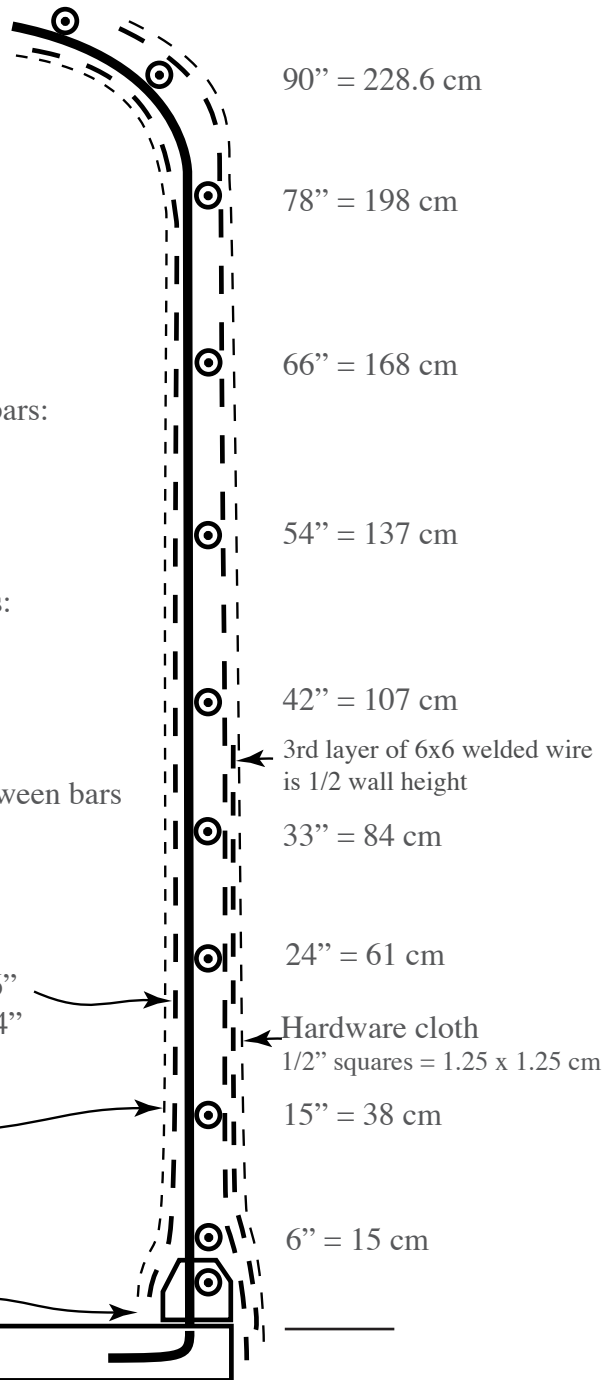 90” = 228.6 cm
78” = 198 cm
66” = 168 cm
54” = 137 cm
42” = 107 cm
3rd layer of 6x6 welded wire
is 1/2 wall height
between bars
33” = 84 cm
24” = 61 cm
4”
Hardware cloth
1/2” squares = 1.25 x 1.25 cm
15” = 38 cm
6” = 15 cm